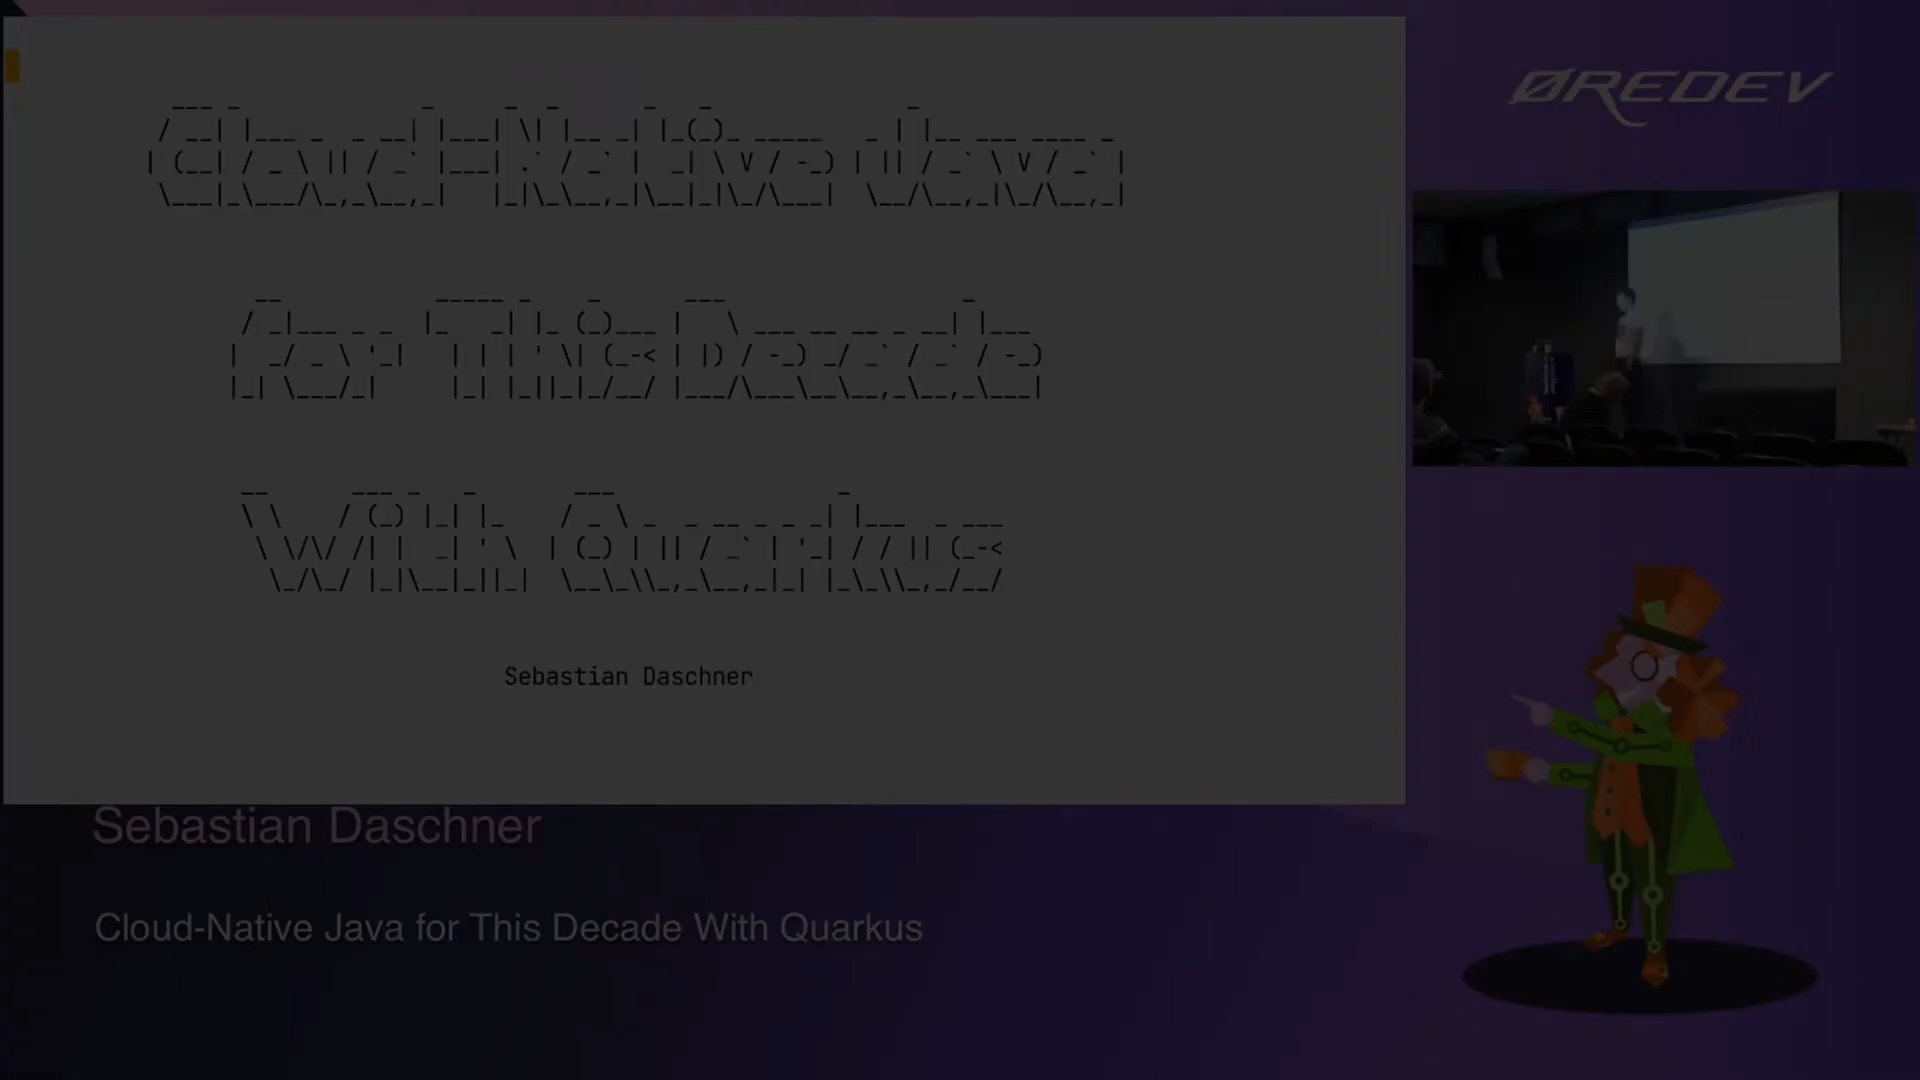 Cloud-Native Java
for This Decade
With Quarkus
Sebastian Daschner
ØREDEV
Sebastian Daschner
Cloud-Native Java for This Decade With Quarkus